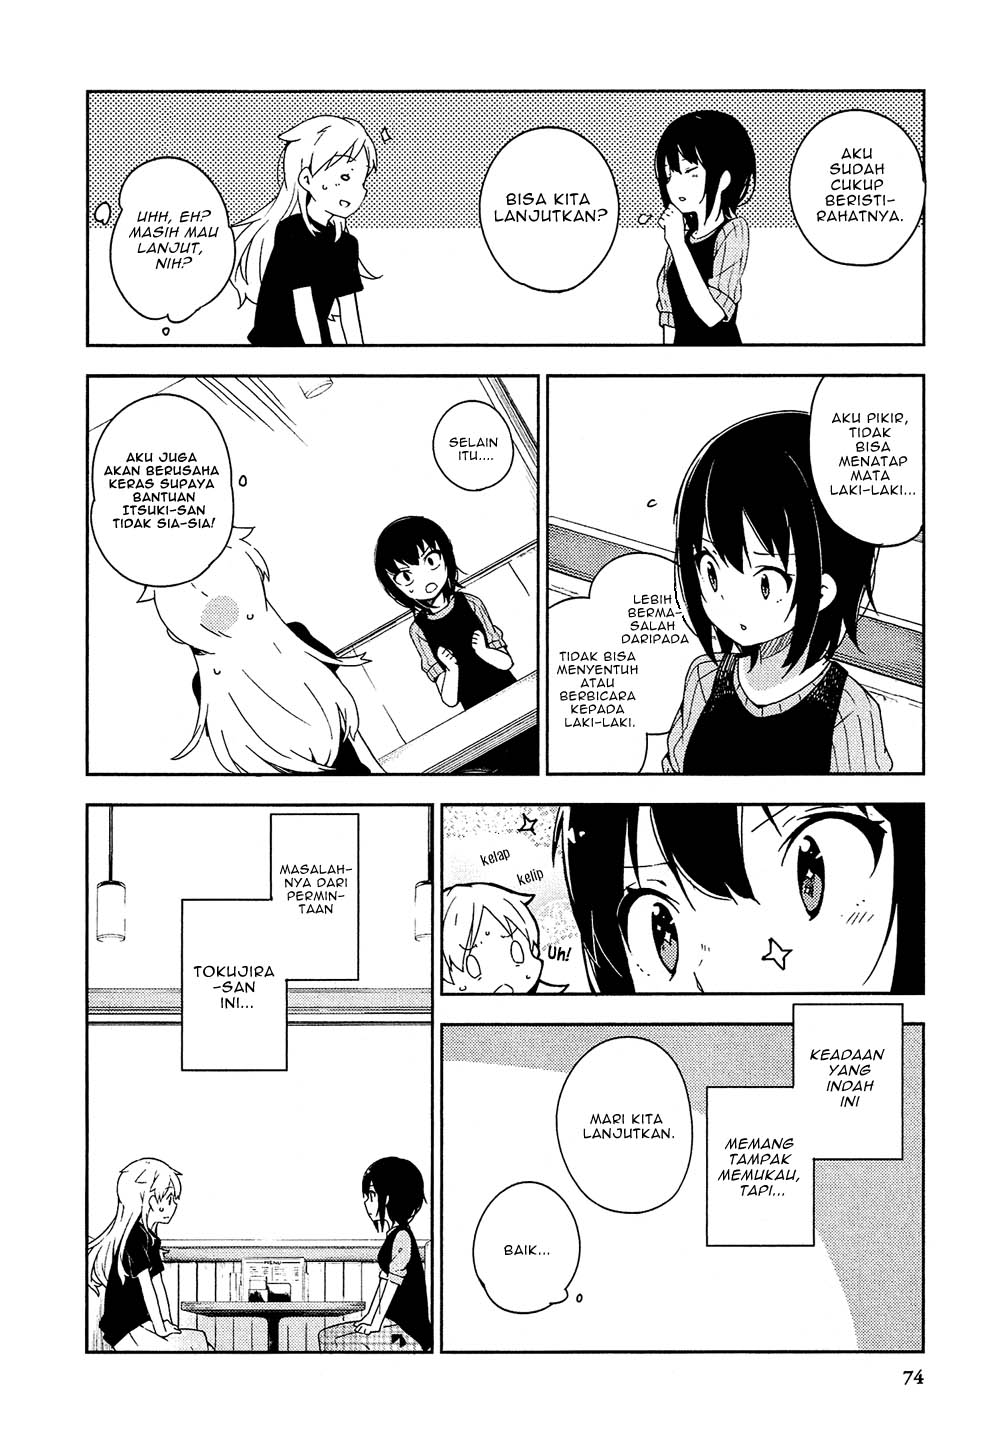 AKU
SUDAH
CUKUP
BERISTI-
RAHATNYA.
BISA KITA
LANJUTKAN?
UHH, EH?
MASIH MAU
LANJUT,
NIH?
AKU PIKIR,
TIDAK
BISA
MENATAP
MATA
LAKI-LAKI...
LEBIH
BERMA-
SALAH
DARIPADA
TIDAK BISA
MENYENTUH
ATAU
BERBICARA
KEPADA
LAKI-LAKI.
SELAIN
ITU....
AKU JUGA
AKAN BERUSAHA
KERAS SUPAYA
BANTUAN
ITSUKI-SAN
TIDAK SIA-SIA!
kelap
kelip
Uh!
KEADAAN
YANG
INDAH
INI
MEMANG
TAMPAK
MEMUKAU,
TAPI...
MARI KITA
LANJUTKAN.
BAIK...
MASALAH-
NYA DARI
PERMIN-
TAAN
TOKUJIRA
-SAN
INI...
MENU
74